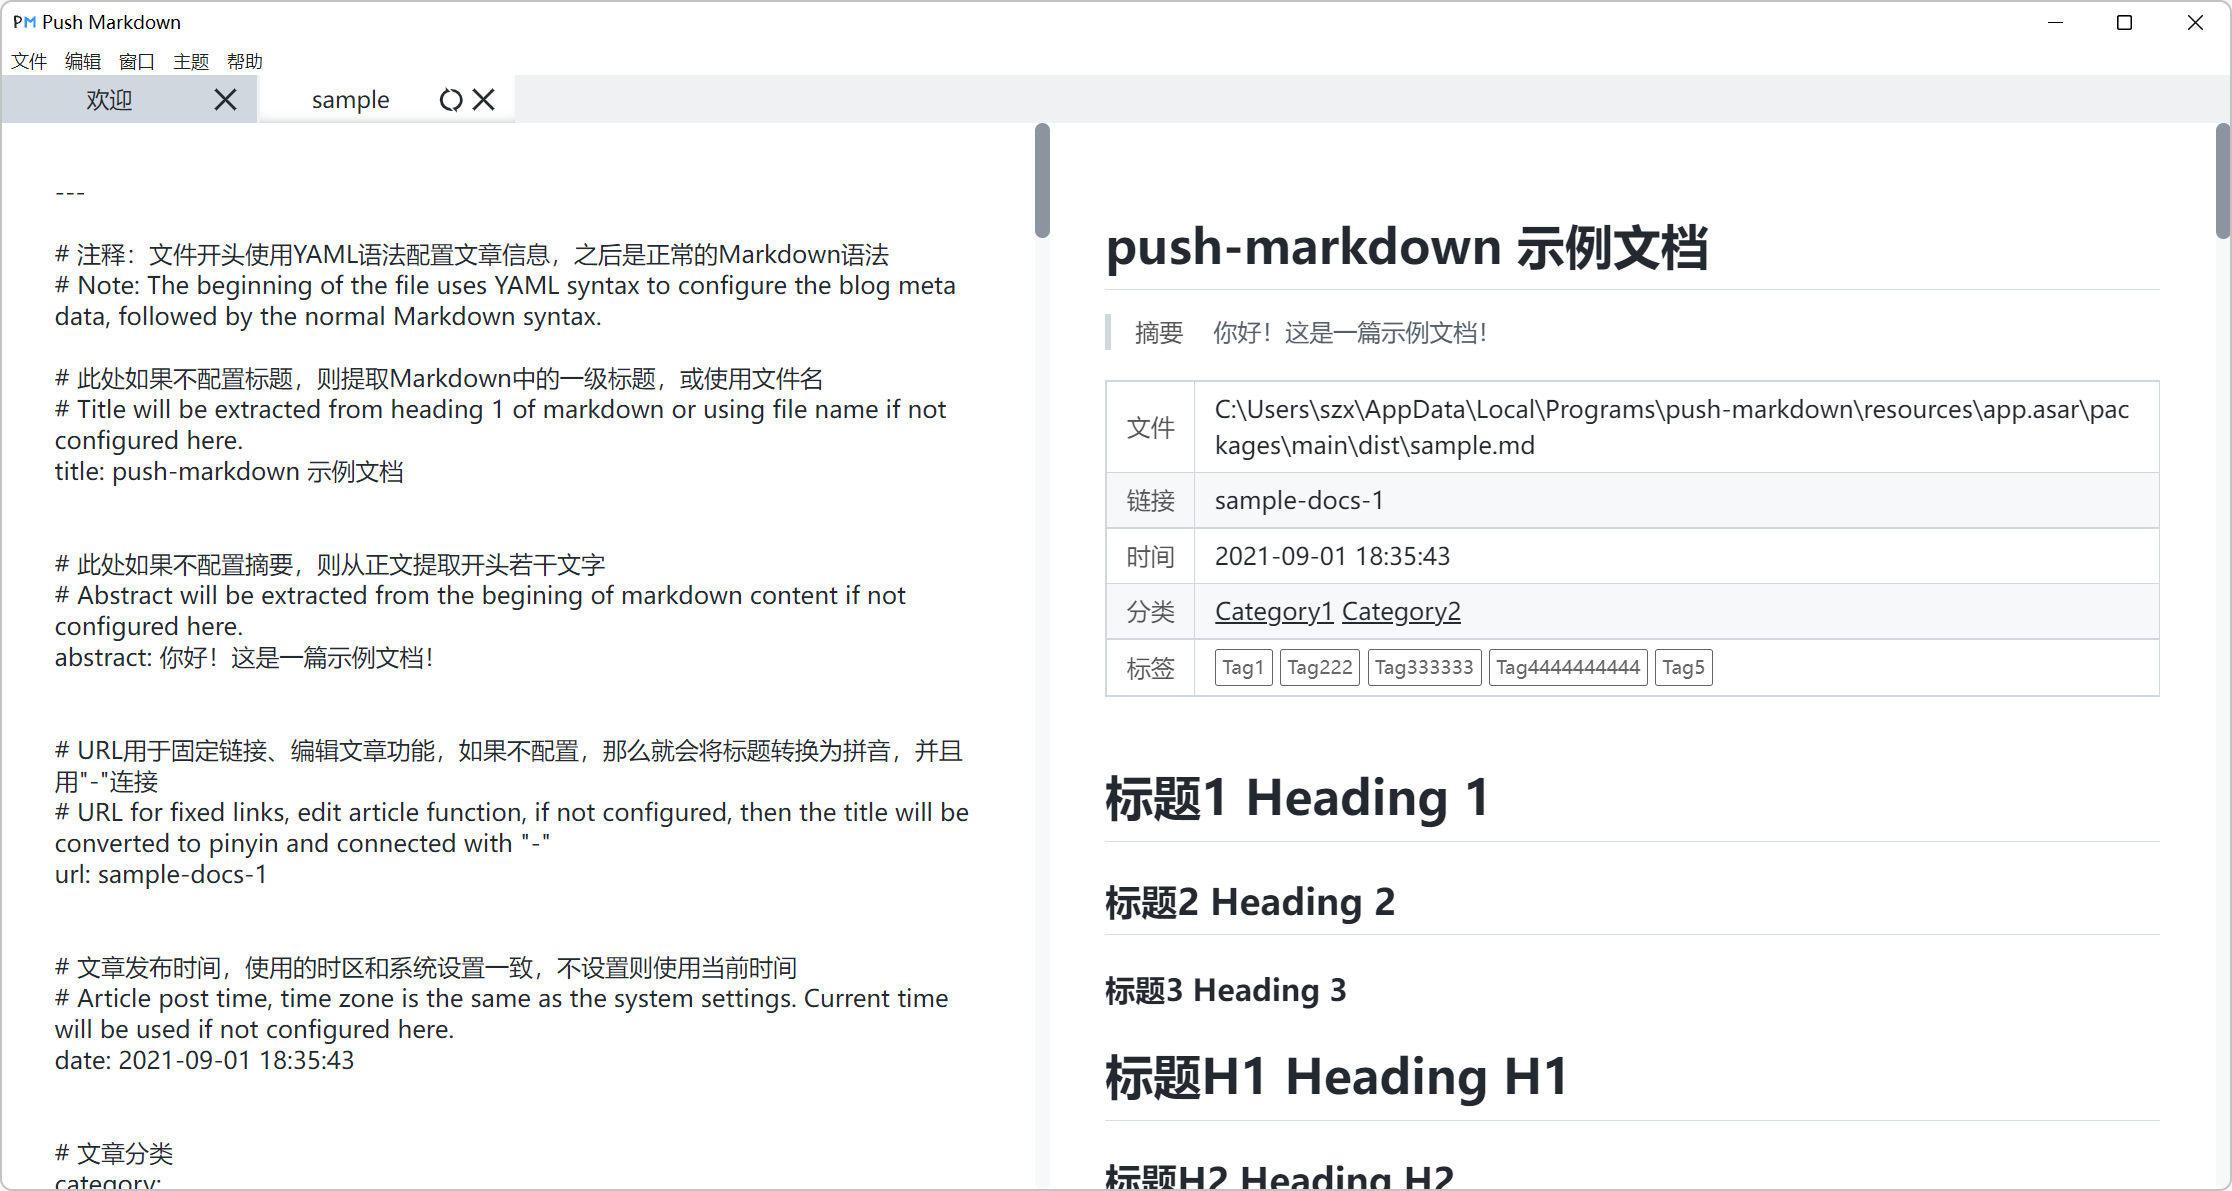 PM Push Markdown
文件 编辑 窗口 主题 帮助
欢迎 sample
---
# 注释：文件开头使用YAML语法配置文章信息，之后是正常的Markdown语法
# Note: The beginning of the file uses YAML syntax to configure the blog meta
data, followed by the normal Markdown syntax.
# 此处如果不配置标题，则提取Markdown中的一级标题，或使用文件名
# Title will be extracted from heading 1 of markdown or using file name if not
configured here.
title: push-markdown 示例文档
# 此处如果不配置摘要，则从正文提取开头若干文字
# Abstract will be extracted from the begining of markdown content if not
configured here.
abstract: 你好！这是一篇示例文档！
# URL用于固定链接、编辑文章功能，如果不配置，那么就会将标题转换为拼音，并且
用"-"连接
# URL for fixed links, edit article function, if not configured, then the title will be
converted to pinyin and connected with "-"
url: sample-docs-1
# 文章发布时间，使用的时区和系统设置一致，不设置则使用当前时间
# Article post time, time zone is the same as the system settings. Current time
will be used if not configured here.
date: 2021-09-01 18:35:43
# 文章分类
category:
push-markdown 示例文档
摘要 你好！这是一篇示例文档！
文件 C:\Users\szx\AppData\Local\Programs\push-markdown\resources\app.asar\pac
kages\main\dist\sample.md
链接 sample-docs-1
时间 2021-09-01 18:35:43
分类 Category1 Category2
标签 Tag1 Tag222 Tag333333 Tag4444444444 Tag5
标题1 Heading 1
标题2 Heading 2
标题3 Heading 3
标题H1 Heading H1
标题H2 Heading H2